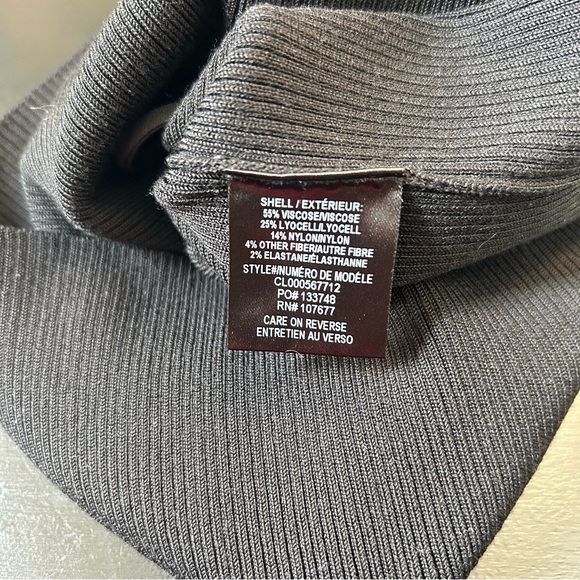 SHELL / EXTÉRIEUR:
55% VISCOSE/VISCOSE
25% LYOCELL/LYOCELL
14% NYLON/NYLON
4% OTHER FIBER/AUTRE FIBRE
2% ELASTANE/ÉLASTHANNE
STYLE#/NUMÉRO DE MODÈLE
CL000567712
PO# 133748
RN# 107677
CARE ON REVERSE
ENTRETIEN AU VERSO